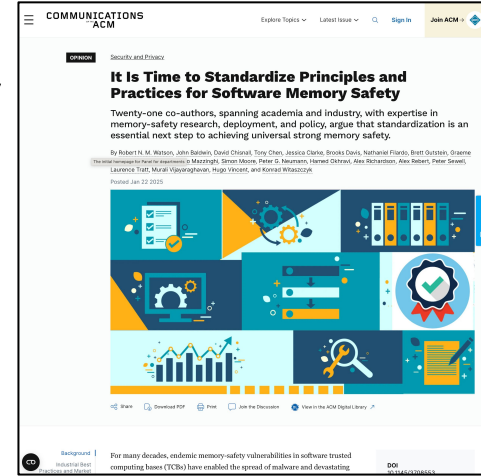 COMMUNICATIONS
OF THE ACM
Explore Topics
Latest Issue
Sign In
Join ACM →
OPINION
Security and Privacy
It Is Time to Standardize Principles and
Practices for Software Memory Safety
Twenty-one co-authors, spanning academia and industry, with expertise in
memory-safety research, deployment, and policy, argue that standardization is an
essential next step to achieving universal strong memory safety.
By Robert N. M. Watson, John Baldwin, David Chisnall, Tony Chen, Jessica Clarke, Brooks Davis, Nathaniel Filardo, Brett Gutstein, Graeme
The initial homepage for Panel for departments
Mazzinghi, Simon Moore, Peter G. Neumann, Hamed Okhravi, Alex Richardson, Alex Rebert, Peter Sewell,
Laurence Tratt, Murali Vijayaraghavan, Hugo Vincent, and Konrad Witaszczyk
Posted Jan 22 2025
Share
Download PDF
Print
Join the Discussion
View in the ACM Digital Library
Background
Industrial Best
Practices and Market
For many decades, endemic memory-safety vulnerabilities in software trusted
computing bases (TCBs) have enabled the spread of malware and devastating
DOI
10.1145/3708553